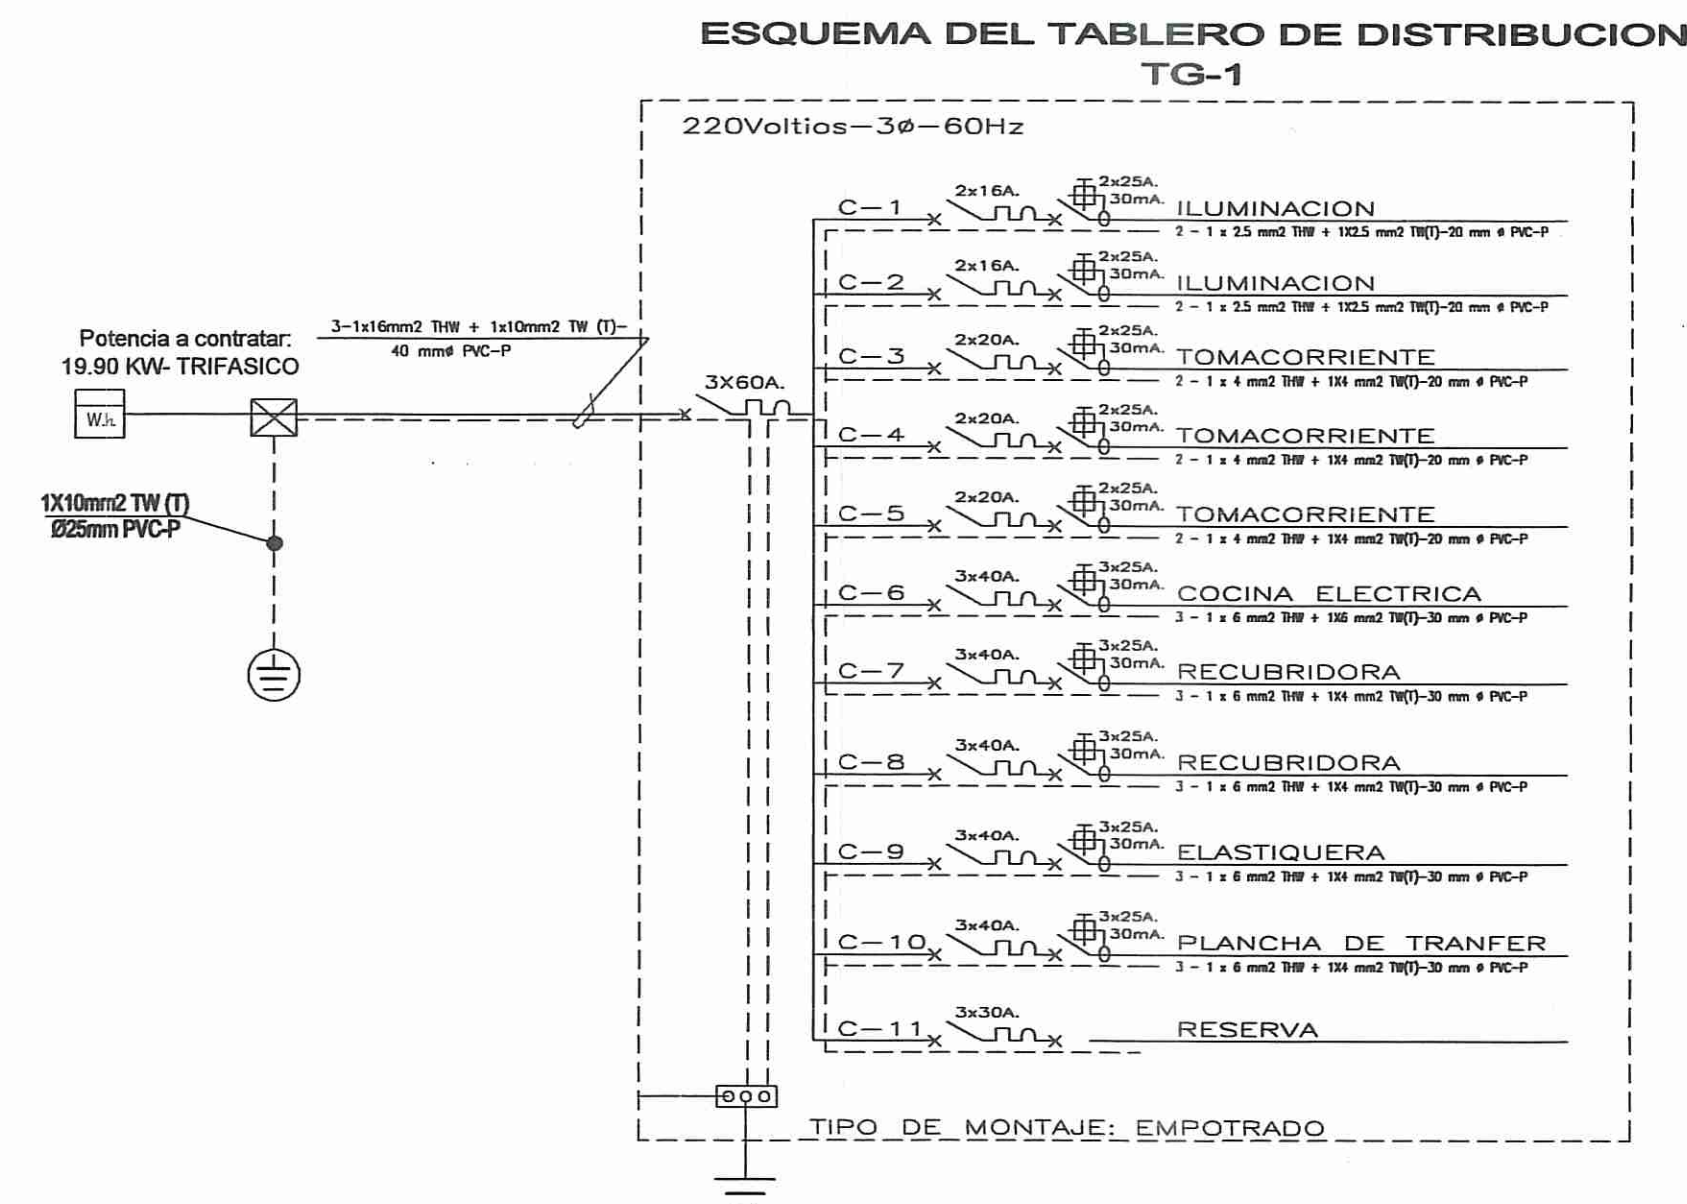 ESQUEMA DEL TABLERO DE DISTRIBUCION
TG-1
220Voltios-3ø-60Hz
Potencia a contratar:
19.90 KW- TRIFASICO
W.h.
3-1x16mm2 THW + 1x10mm2 TW (T)-
40 mmø PVC-P
1X10mm2 TW (T)
Ø25mm PVC-P
3X60A.
C-1 2x16A. 2x25A. 30mA. ILUMINACION
2 - 1 x 2.5 mm2 THW + 1X2.5 mm2 TW(T)-20 mm ø PVC-P
C-2 2x16A. 2x25A. 30mA. ILUMINACION
2 - 1 x 2.5 mm2 THW + 1X2.5 mm2 TW(T)-20 mm ø PVC-P
C-3 2x20A. 2x25A. 30mA. TOMACORRIENTE
2 - 1 x 4 mm2 THW + 1X4 mm2 TW(T)-20 mm ø PVC-P
C-4 2x20A. 2x25A. 30mA. TOMACORRIENTE
2 - 1 x 4 mm2 THW + 1X4 mm2 TW(T)-20 mm ø PVC-P
C-5 2x20A. 2x25A. 30mA. TOMACORRIENTE
2 - 1 x 4 mm2 THW + 1X4 mm2 TW(T)-20 mm ø PVC-P
C-6 3x40A. 3x25A. 30mA. COCINA ELECTRICA
3 - 1 x 6 mm2 THW + 1X6 mm2 TW(T)-30 mm ø PVC-P
C-7 3x40A. 3x25A. 30mA. RECUBRIDORA
3 - 1 x 6 mm2 THW + 1X4 mm2 TW(T)-30 mm ø PVC-P
C-8 3x40A. 3x25A. 30mA. RECUBRIDORA
3 - 1 x 6 mm2 THW + 1X4 mm2 TW(T)-30 mm ø PVC-P
C-9 3x40A. 3x25A. 30mA. ELASTIQUERA
3 - 1 x 6 mm2 THW + 1X4 mm2 TW(T)-30 mm ø PVC-P
C-10 3x40A. 3x25A. 30mA. PLANCHA DE TRANFER
3 - 1 x 6 mm2 THW + 1X4 mm2 TW(T)-30 mm ø PVC-P
C-11 3x30A. RESERVA
TIPO DE MONTAJE: EMPOTRADO